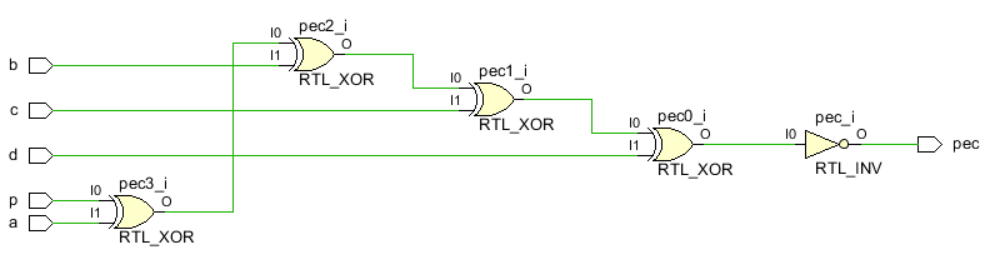 pec2_i
I0
O
b
I1
RTL_XOR
pec1_i
I0
O
c
I1
RTL_XOR
pec0_i
I0
O
d
I1
RTL_XOR
pec_i
I0
O
pec
RTL_INV
pec3_i
p
I0
O
a
I1
RTL_XOR